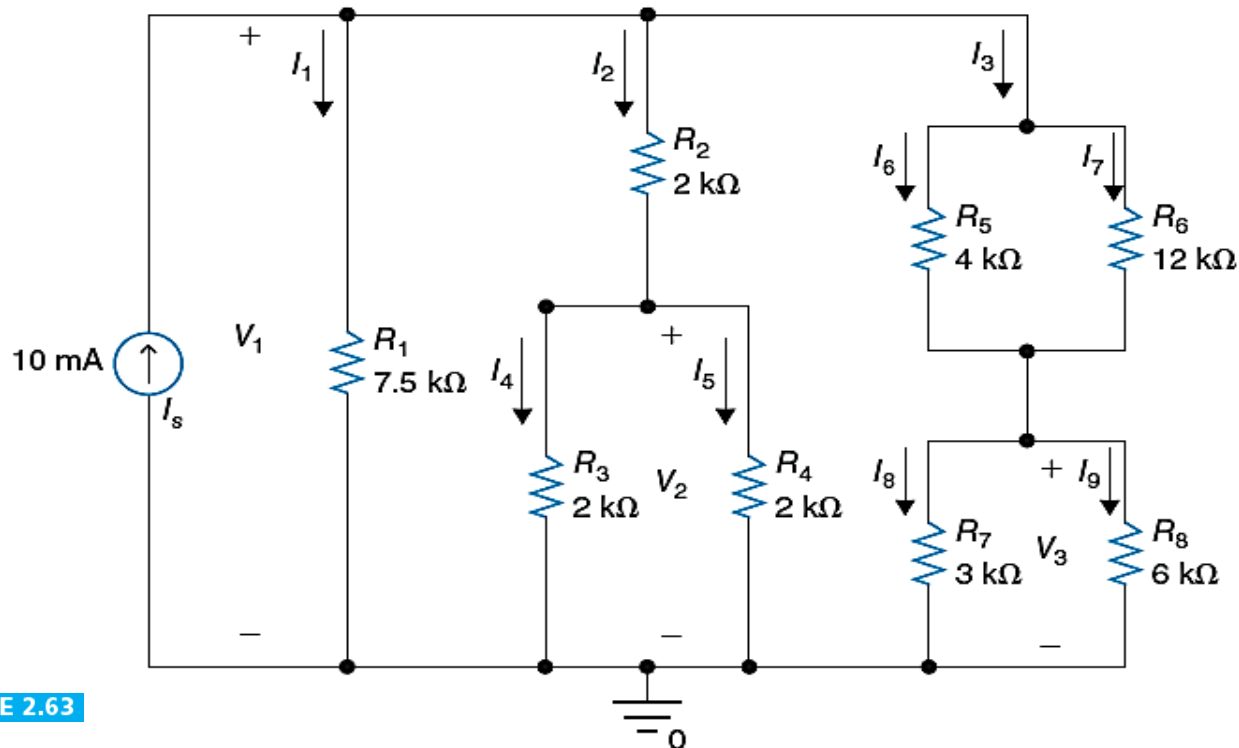 +
I1
I2
I3
R2
2 kΩ
I6
I7
R5
4 kΩ
R6
12 kΩ
10 mA
Is
V1
R1
7.5 kΩ
I4
+
I5
R3
2 kΩ
V2
R4
2 kΩ
I8
+ I9
R7
3 kΩ
V3
R8
6 kΩ
−
−
−
E 2.63
0